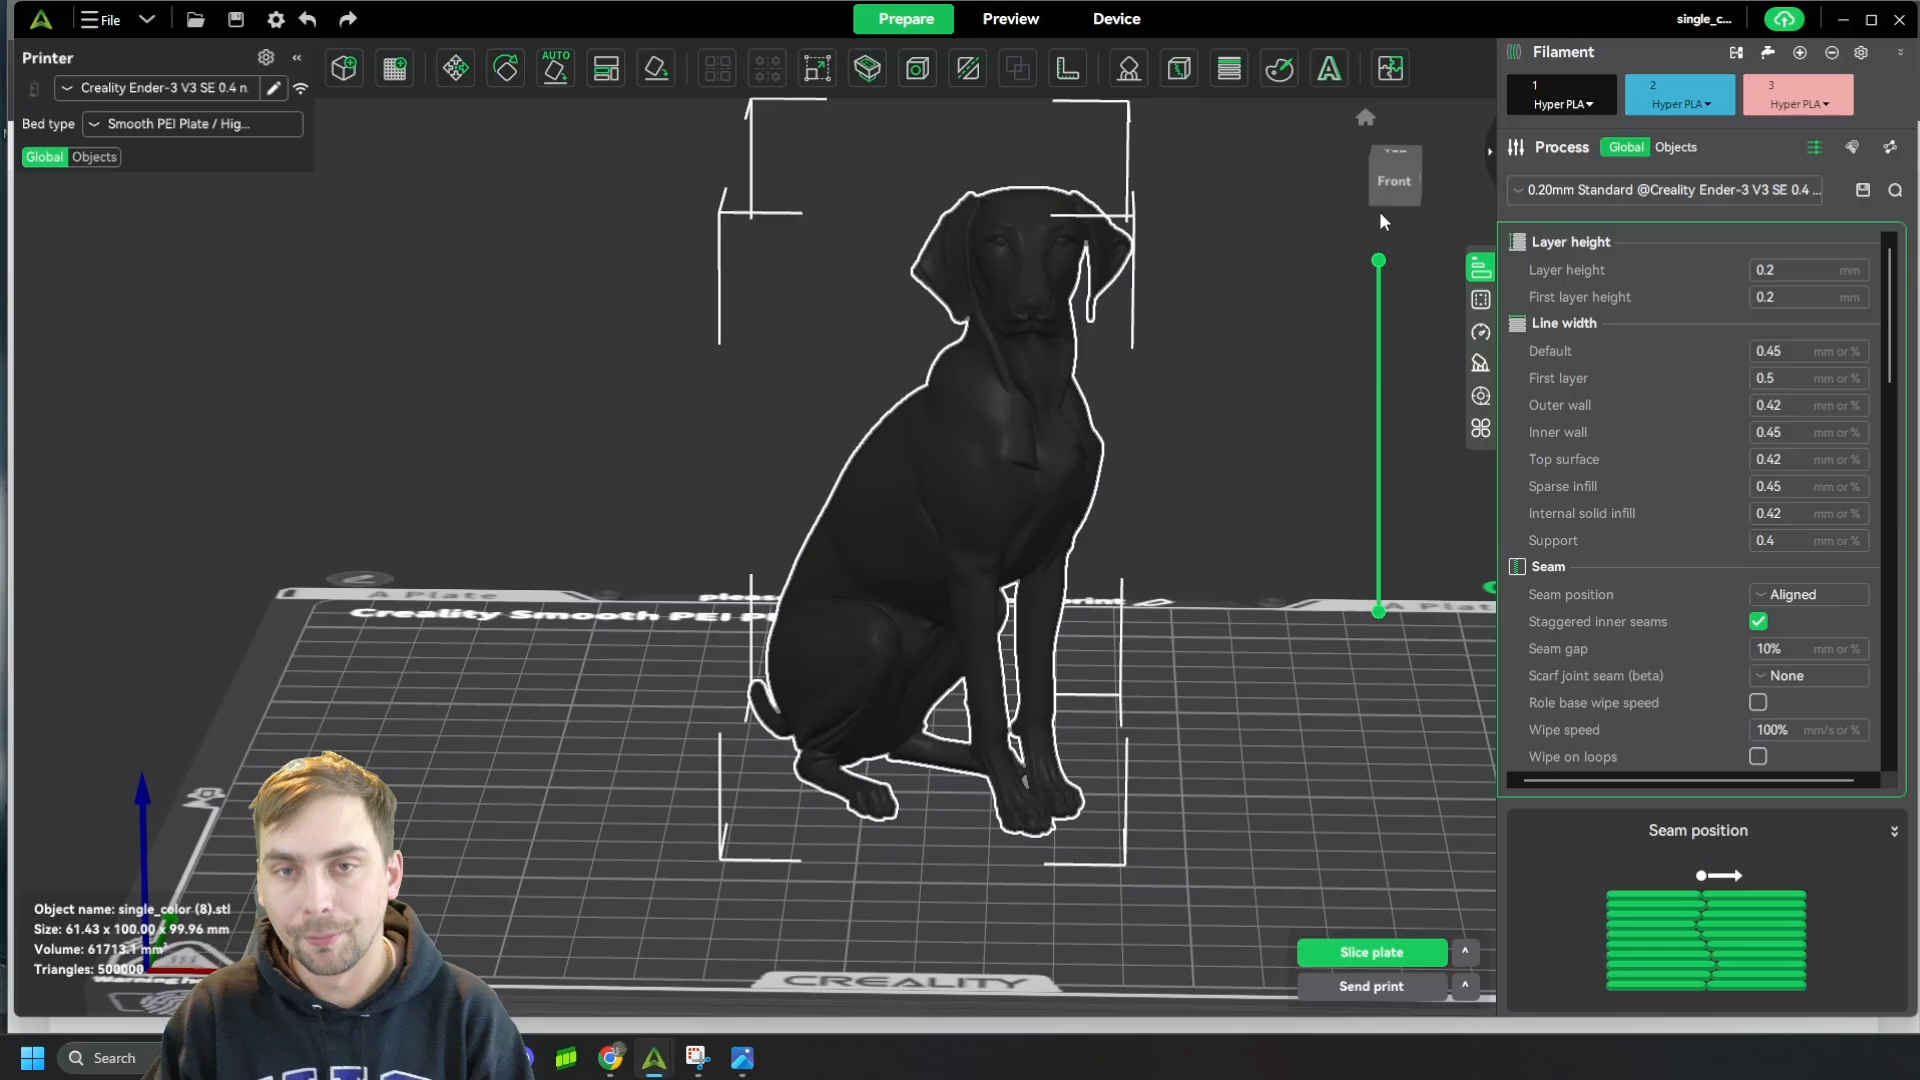 File
Prepare
Preview
Device
single_c...
Printer
Creality Ender-3 V3 SE 0.4 n
Bed type
Smooth PEI Plate / Hig...
Global
Objects
AUTO
Front
Filament
1
Hyper PLA
2
Hyper PLA
3
Hyper PLA
Process
Global
Objects
0.20mm Standard @Creality Ender-3 V3 SE 0.4 ...
Layer height
Layer height 0.2 mm
First layer height 0.2 mm
Line width
Default 0.45 mm or %
First layer 0.5 mm or %
Outer wall 0.42 mm or %
Inner wall 0.45 mm or %
Top surface 0.42 mm or %
Sparse infill 0.45 mm or %
Internal solid infill 0.42 mm or %
Support 0.4 mm or %
Seam
Seam position Aligned
Staggered inner seams
Seam gap 10% mm or %
Scarf joint seam (beta) None
Role base wipe speed
Wipe speed 100% mm/s or %
Wipe on loops
Seam position
A Plate
Creality Smooth PEI
CREALITY
Object name: single_color (8).stl
Size: 61.43 x 100.00 x 99.96 mm
Volume: 61713.1 mm³
Triangles: 500000
Slice plate
Send print
Search